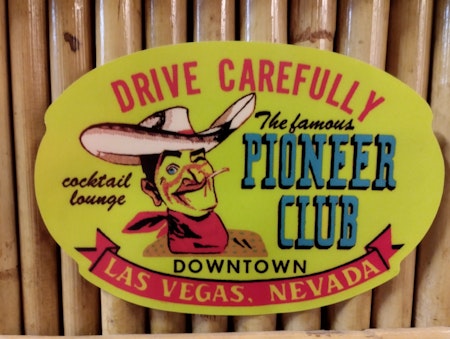 DRIVE CAREFULLY
The famous
PIONEER
CLUB
cocktail
lounge
DOWNTOWN
LAS VEGAS, NEVADA